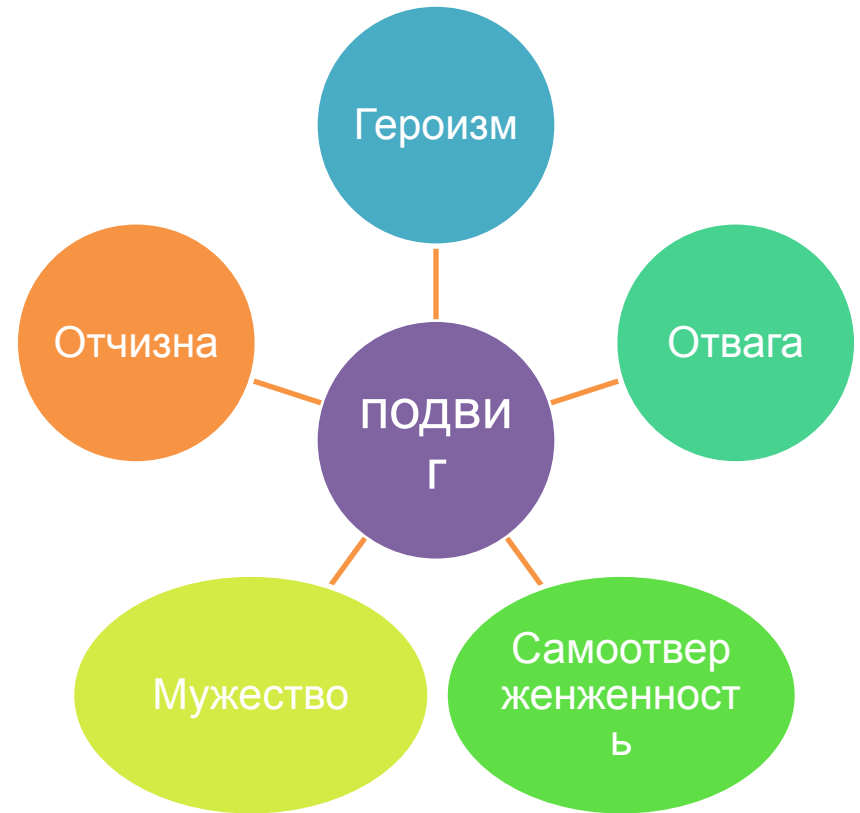 Героизм
Отчизна
Отвага
подви
г
Мужество
Самоотвер
женженност
ь